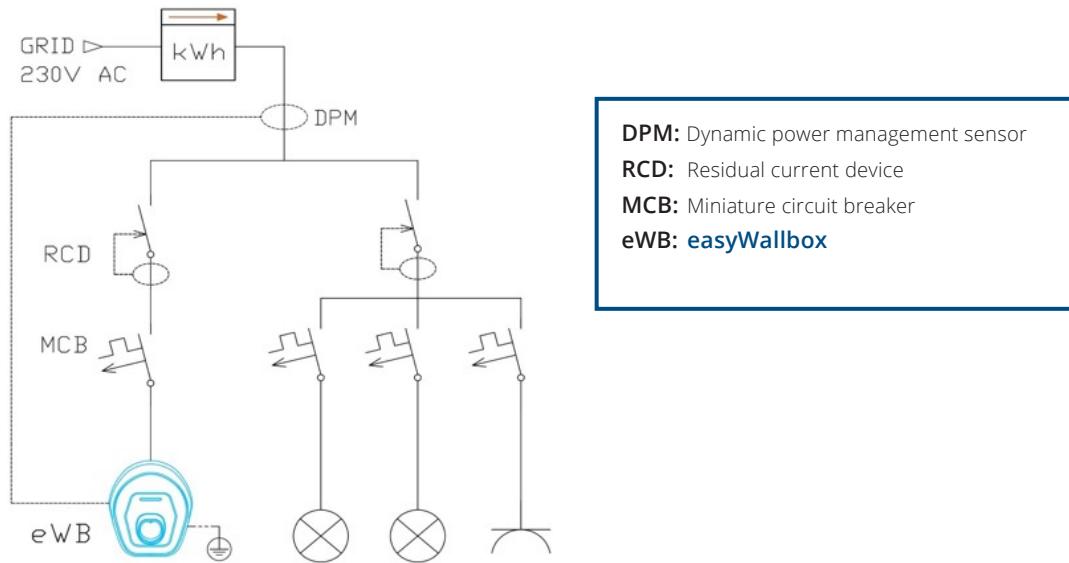 GRID
230V AC
kWh
DPM
RCD
MCB
eWB
DPM: Dynamic power management sensor
RCD: Residual current device
MCB: Miniature circuit breaker
eWB: easyWallbox